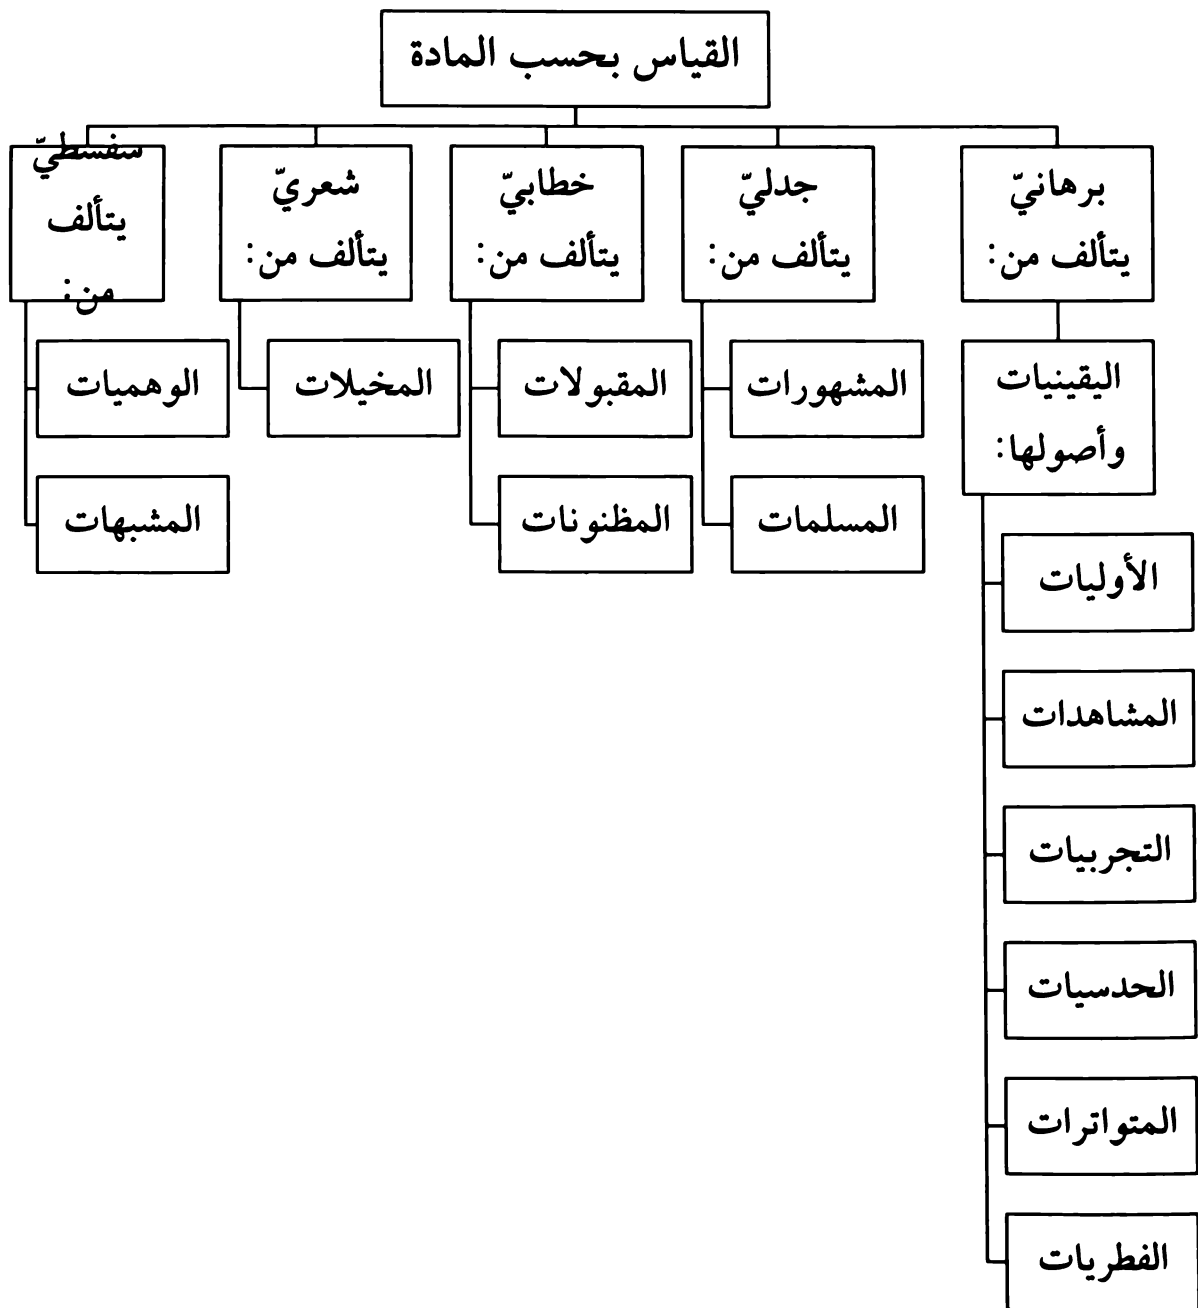 القياس بحسب المادة
برهانيّ
يتألف من:
جدليّ
يتألف من:
خطابيّ
يتألف من:
شعريّ
يتألف من:
سفسطيّ
يتألف
من:
اليقينيات
وأصولها:
الأوليات
المشاهدات
التجربيات
الحدسيات
المتواترات
الفطريات
المشهورات
المسلمات
المقبولات
المظنونات
المخيلات
الوهميات
المشبهات